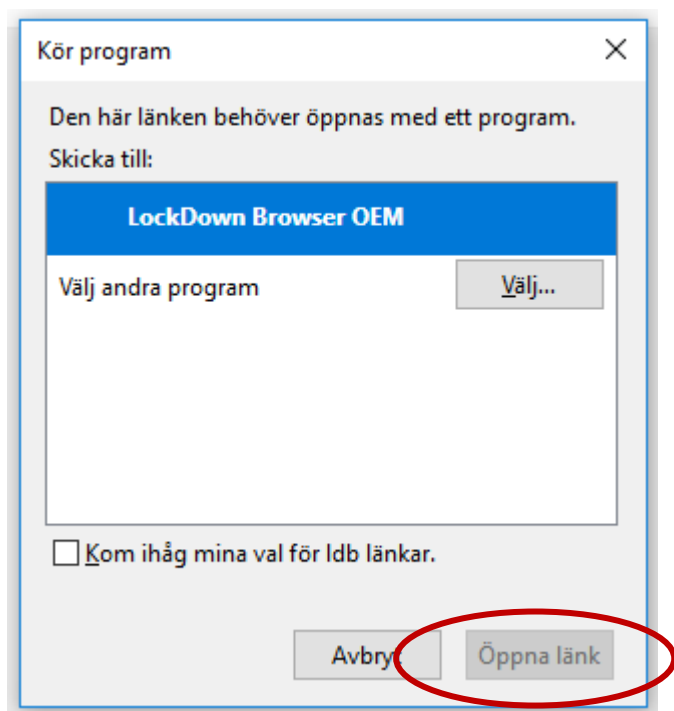 Kör program
Den här länken behöver öppnas med ett program.
Skicka till:
LockDown Browser OEM
Välj andra program
Välj...
Kom ihåg mina val för ldb länkar.
Avbryt
Öppna länk